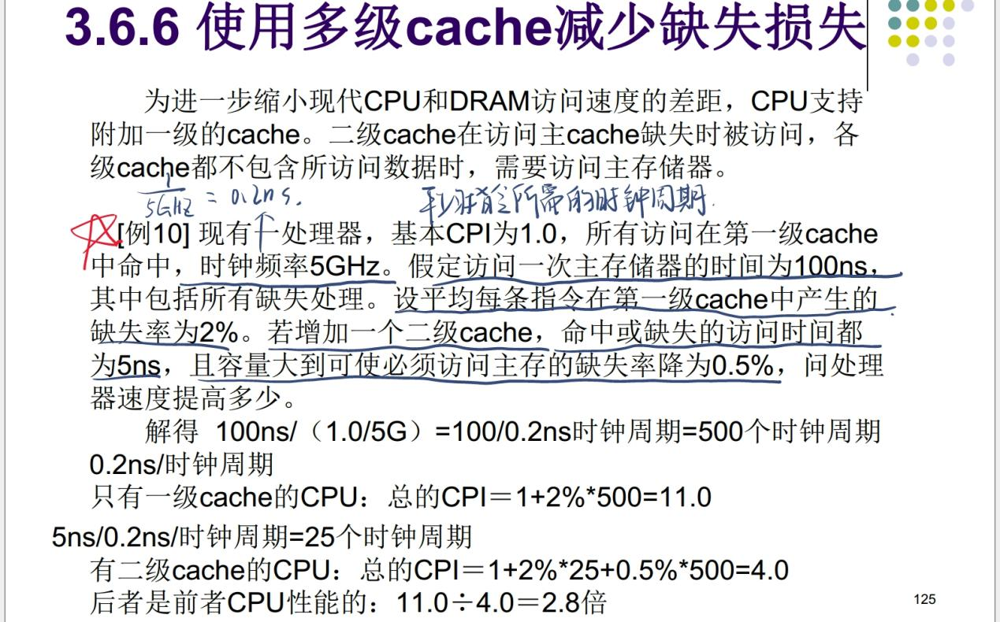 3.6.6 使用多级cache减少缺失损失
为进一步缩小现代CPU和DRAM访问速度的差距，CPU支持
附加一级的cache。二级cache在访问主cache缺失时被访问，各
级cache都不包含所访问数据时，需要访问主存储器。
1/5GHz = 0.2ns.
平均指令所需的时钟周期.
[例10] 现有一处理器，基本CPI为1.0，所有访问在第一级cache
中命中，时钟频率5GHz。假定访问一次主存储器的时间为100ns，
其中包括所有缺失处理。设平均每条指令在第一级cache中产生的
缺失率为2%。若增加一个二级cache，命中或缺失的访问时间都
为5ns，且容量大到可使必须访问主存的缺失率降为0.5%，问处理
器速度提高多少。
解得 100ns/（1.0/5G）=100/0.2ns时钟周期=500个时钟周期
0.2ns/时钟周期
只有一级cache的CPU：总的CPI＝1+2%*500=11.0
5ns/0.2ns/时钟周期=25个时钟周期
有二级cache的CPU：总的CPI＝1+2%*25+0.5%*500=4.0
后者是前者CPU性能的：11.0÷4.0＝2.8倍
125